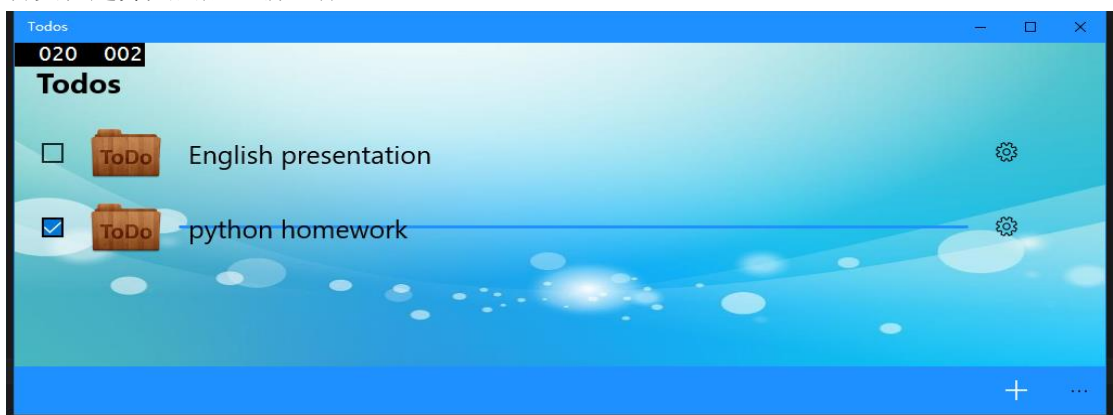 Todos
020 002
Todos
ToDo English presentation
ToDo python homework